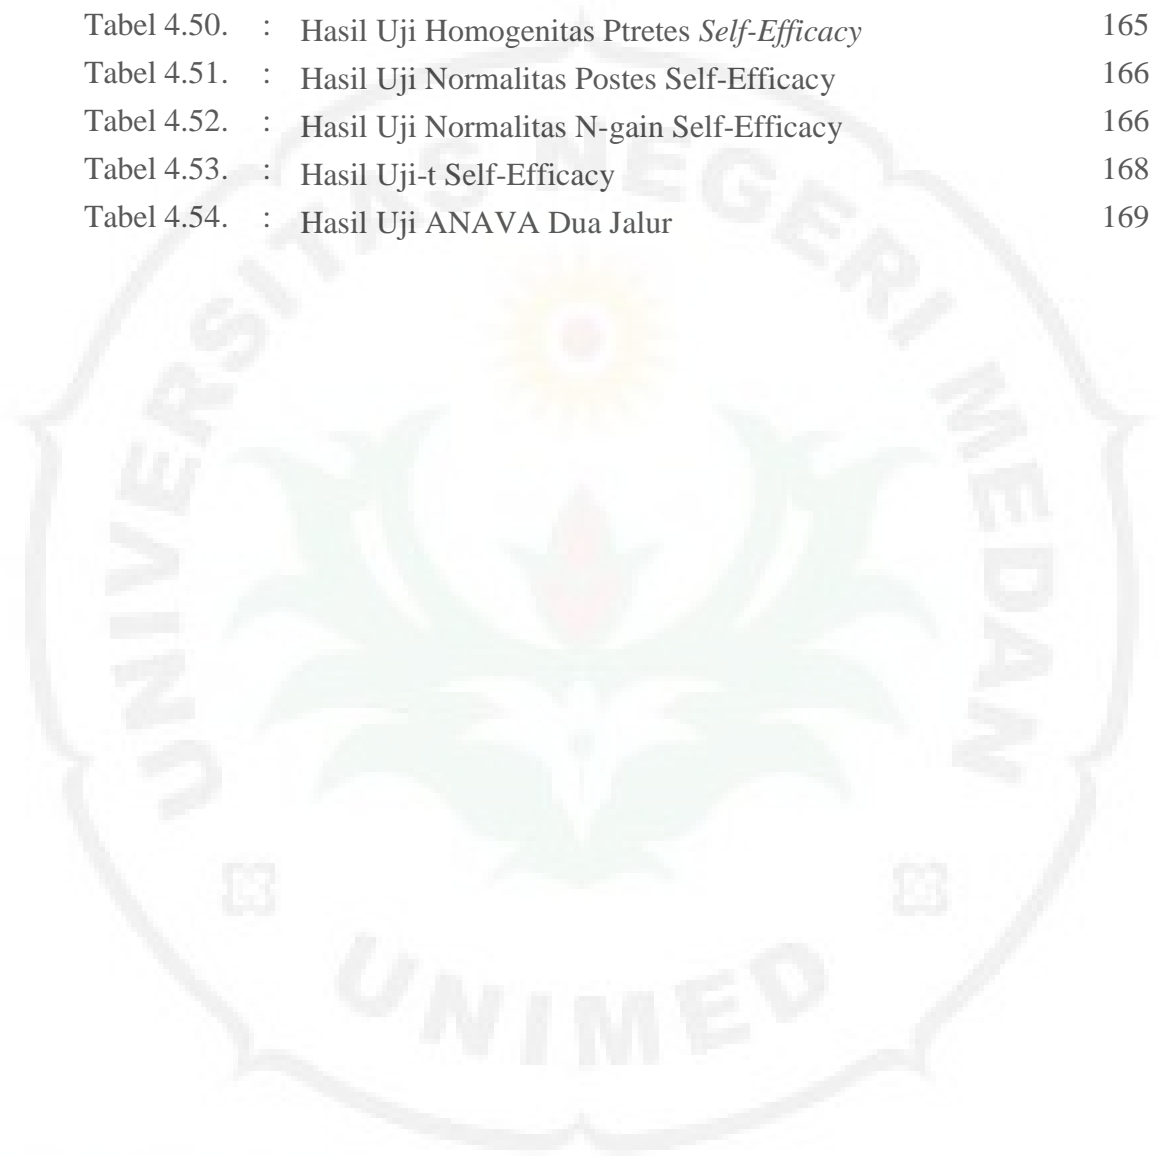 Tabel 4.50. : Hasil Uji Homogenitas Ptretes Self-Efficacy 165
Tabel 4.51. : Hasil Uji Normalitas Postes Self-Efficacy 166
Tabel 4.52. : Hasil Uji Normalitas N-gain Self-Efficacy 166
Tabel 4.53. : Hasil Uji-t Self-Efficacy 168
Tabel 4.54. : Hasil Uji ANAVA Dua Jalur 169
UNIVERSITAS NEGERI MEDAN
UNIMED